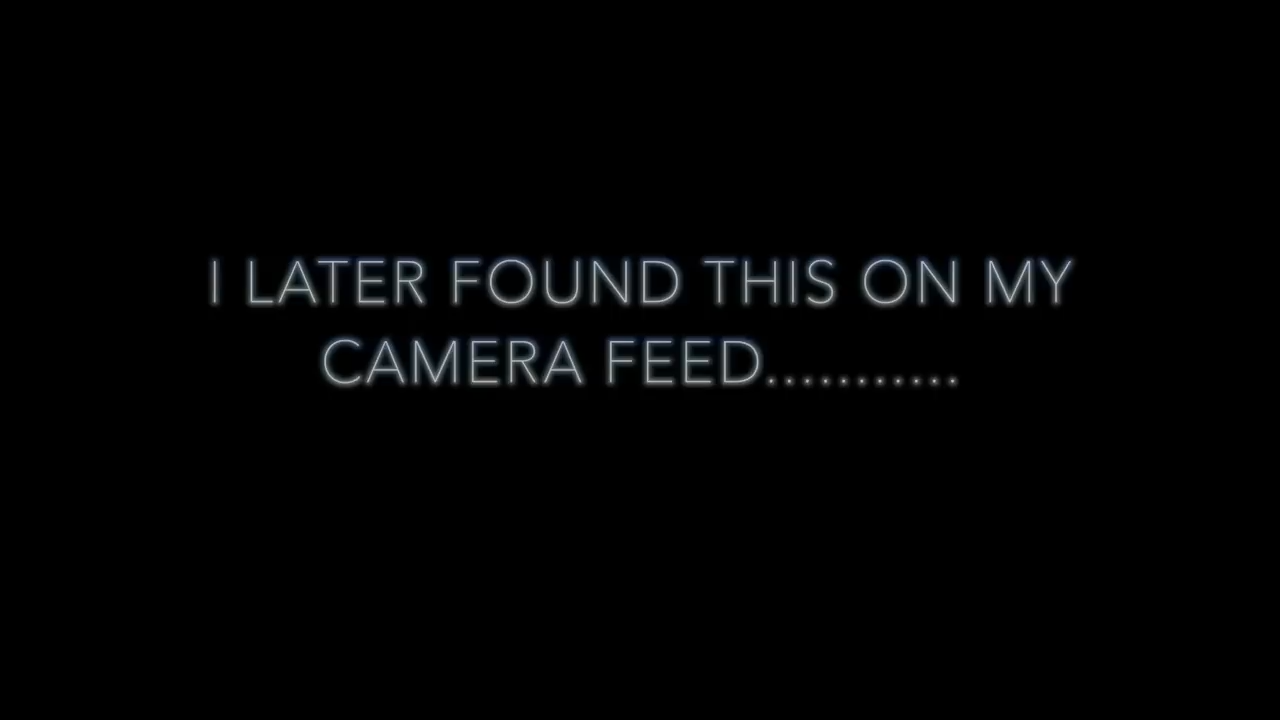 I LATER FOUND THIS ON MY
CAMERA FEED...........